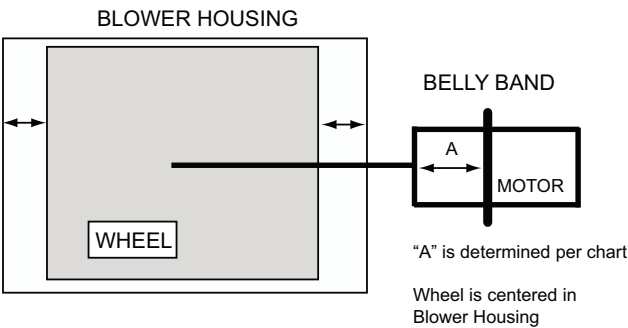 BLOWER HOUSING
BELLY BAND
A
MOTOR
WHEEL
“A” is determined per chart
Wheel is centered in
Blower Housing